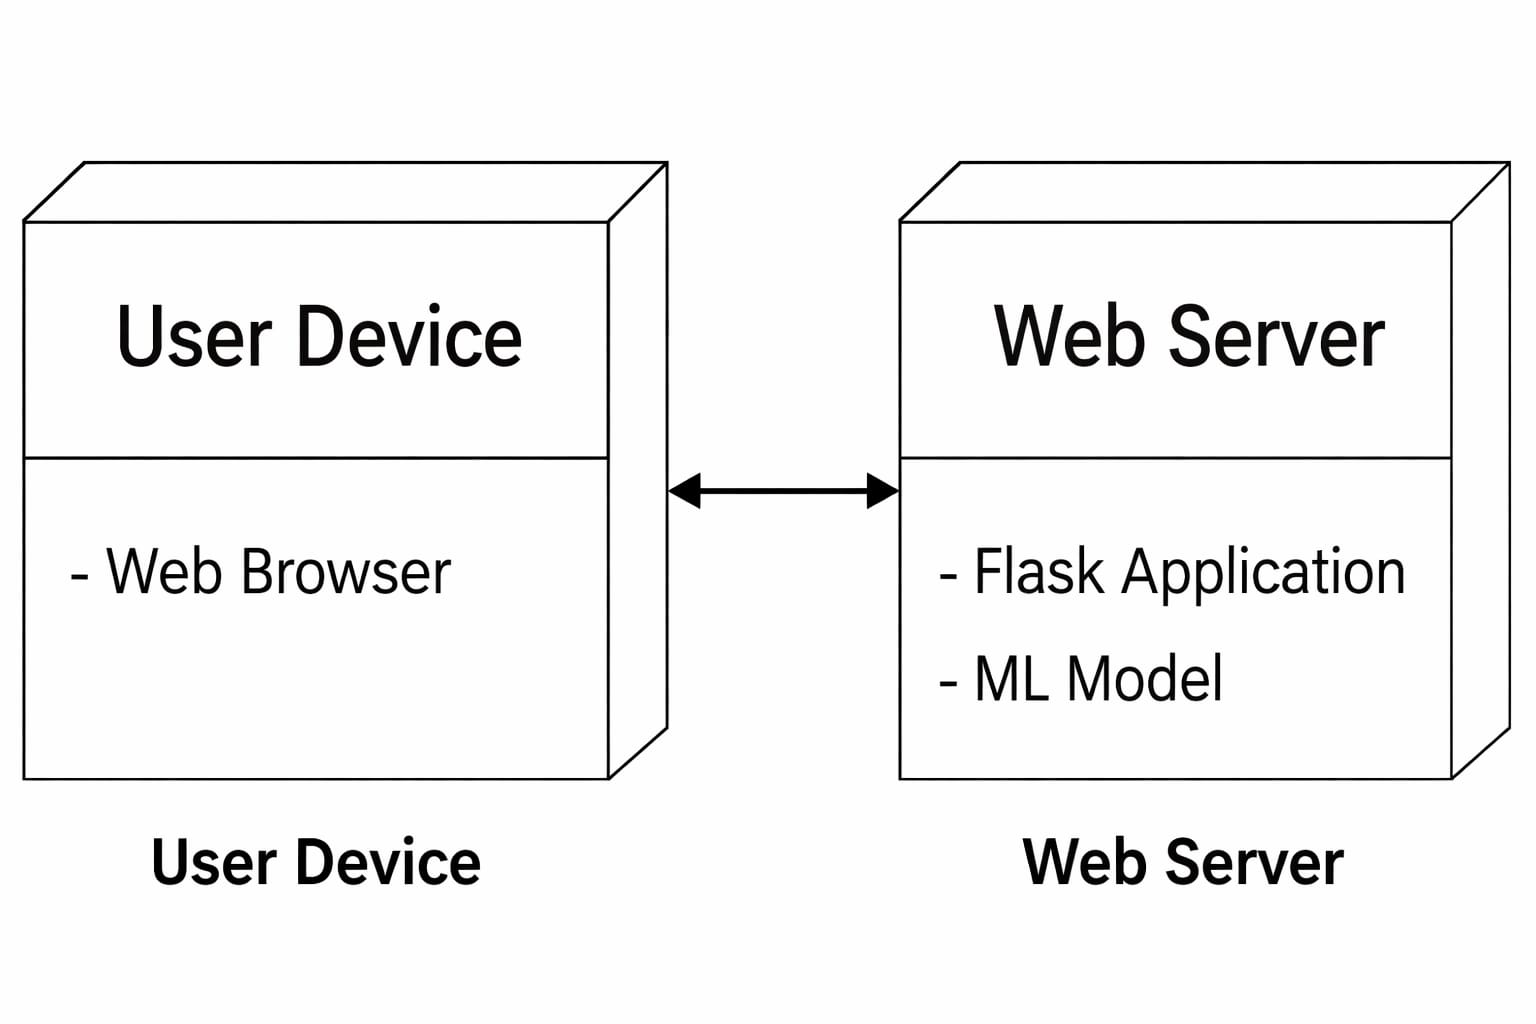 User Device
- Web Browser
User Device
Web Server
- Flask Application
- ML Model
Web Server